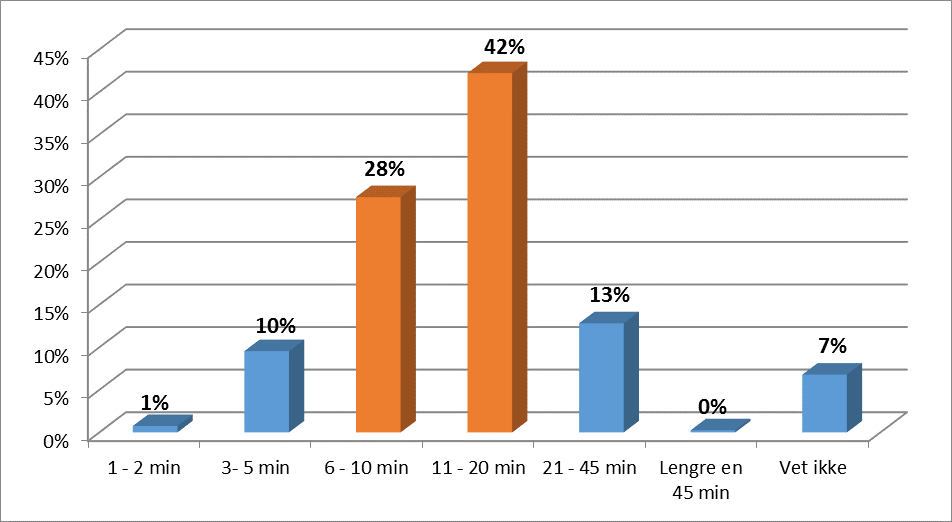 42%
45%
40%
35%
28%
30%
25%
20%
13%
15%
10%
10%
7%
5%
1%
0%
0%
1 - 2 min
3- 5 min
6 - 10 min
11 - 20 min
21 - 45 min
Lengre en
45 min
Vet ikke